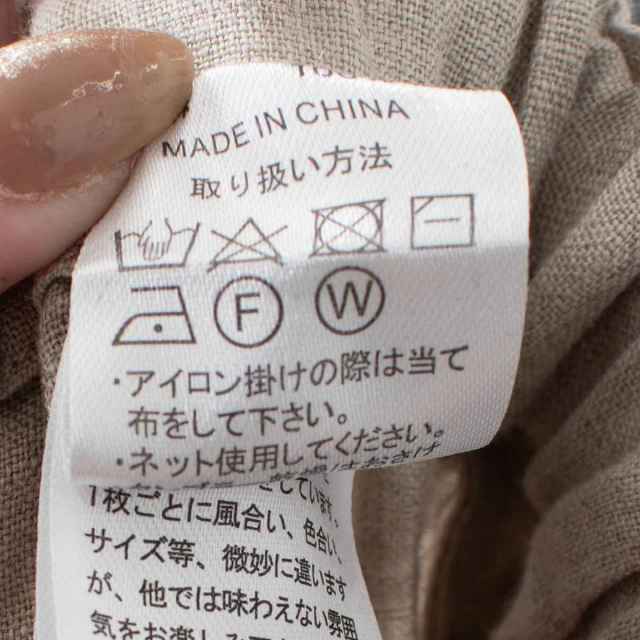 MADE IN CHINA
取り扱い方法
F W
・アイロン掛けの際は当て
布をして下さい。
・ネット使用してください。
1枚ごとに風合い、色合い、
サイズ等、微妙に違います
が、他では味わえない雰囲